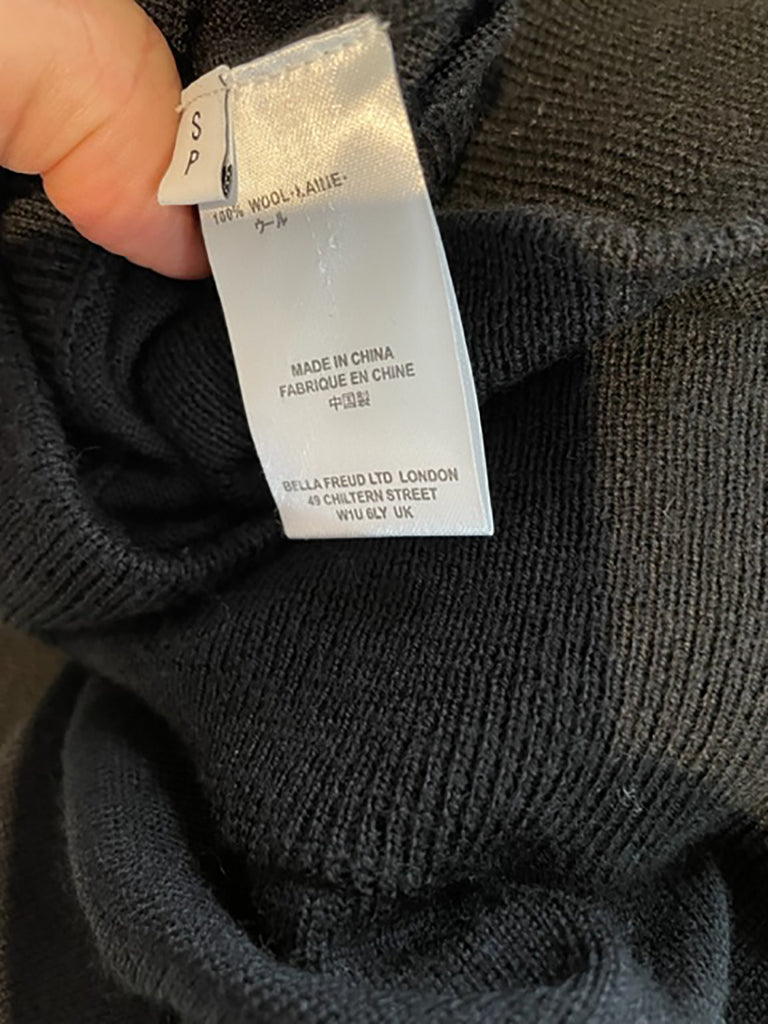 S
P
100% WOOL·LAINE·
ウール
MADE IN CHINA
FABRIQUE EN CHINE
中国製
BELLA FREUD LTD LONDON
49 CHILTERN STREET
W1U 6LY UK